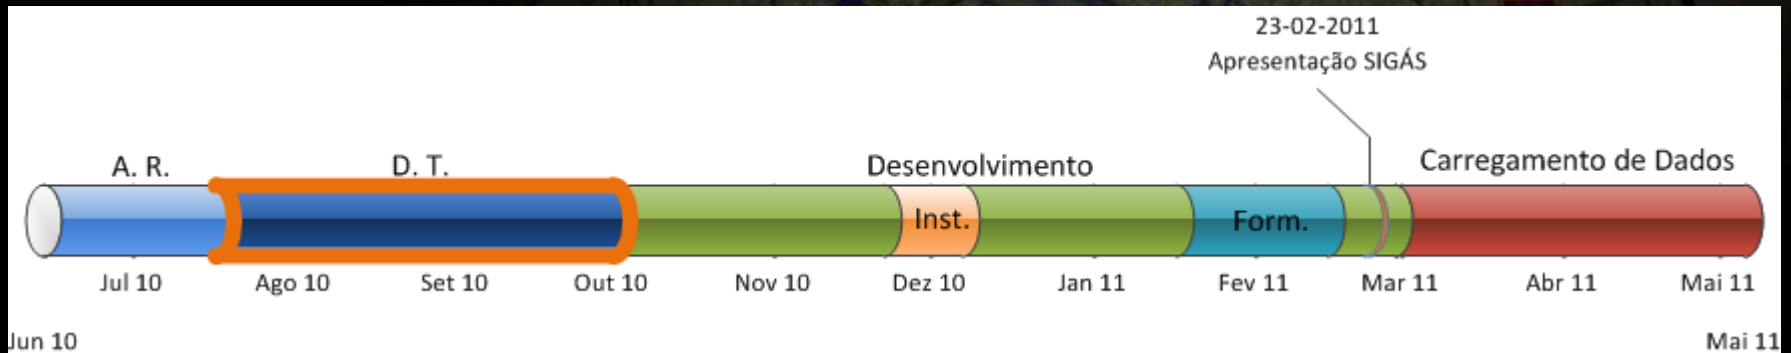 23-02-2011
Apresentação SIGÁS
A. R.
D. T.
Desenvolvimento
Carregamento de Dados
Inst.
Form.
Jul 10
Ago 10
Set 10
Out 10
Nov 10
Dez 10
Jan 11
Fev 11
Mar 11
Abr 11
Mai 11
Jun 10
Mai 11